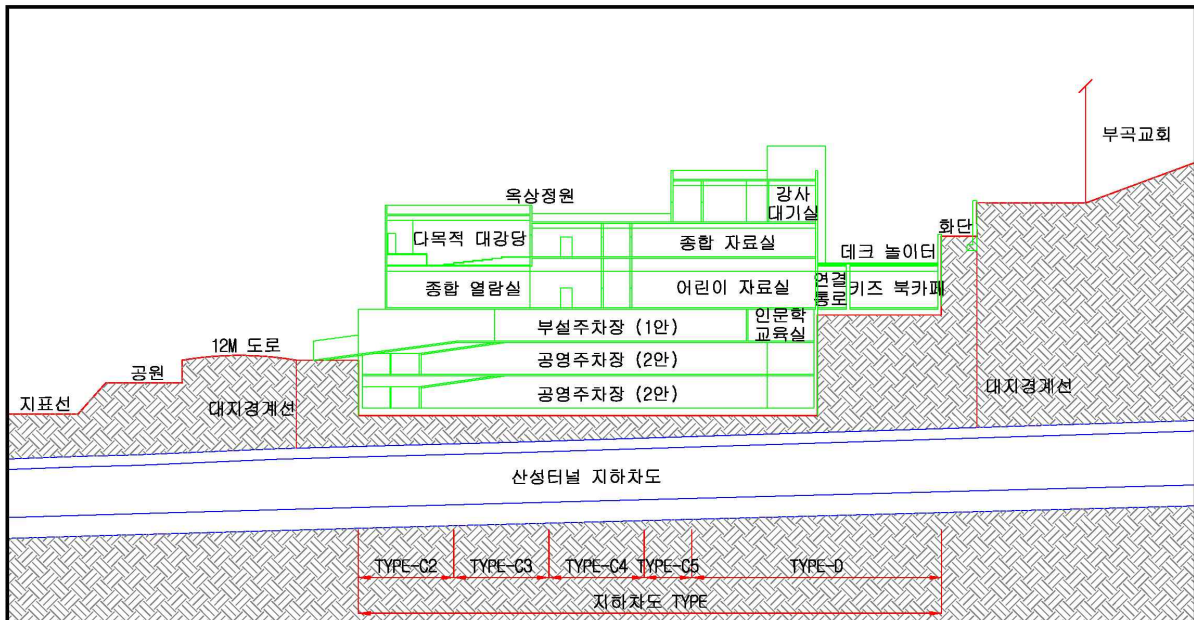 부곡교회
옥상정원
강사
대기실
화단
다목적 대강당
종합 자료실
데크 놀이터
종합 열람실
어린이 자료실
연결
통로
키즈 북카페
부설주차장 (1안)
인문학
교육실
12M 도로
공영주차장 (2안)
공원
공영주차장 (2안)
지표선
대지경계선
대지경계선
산성터널 지하차도
TYPE-C2
TYPE-C3
TYPE-C4
TYPE-C5
TYPE-D
지하차도 TYPE